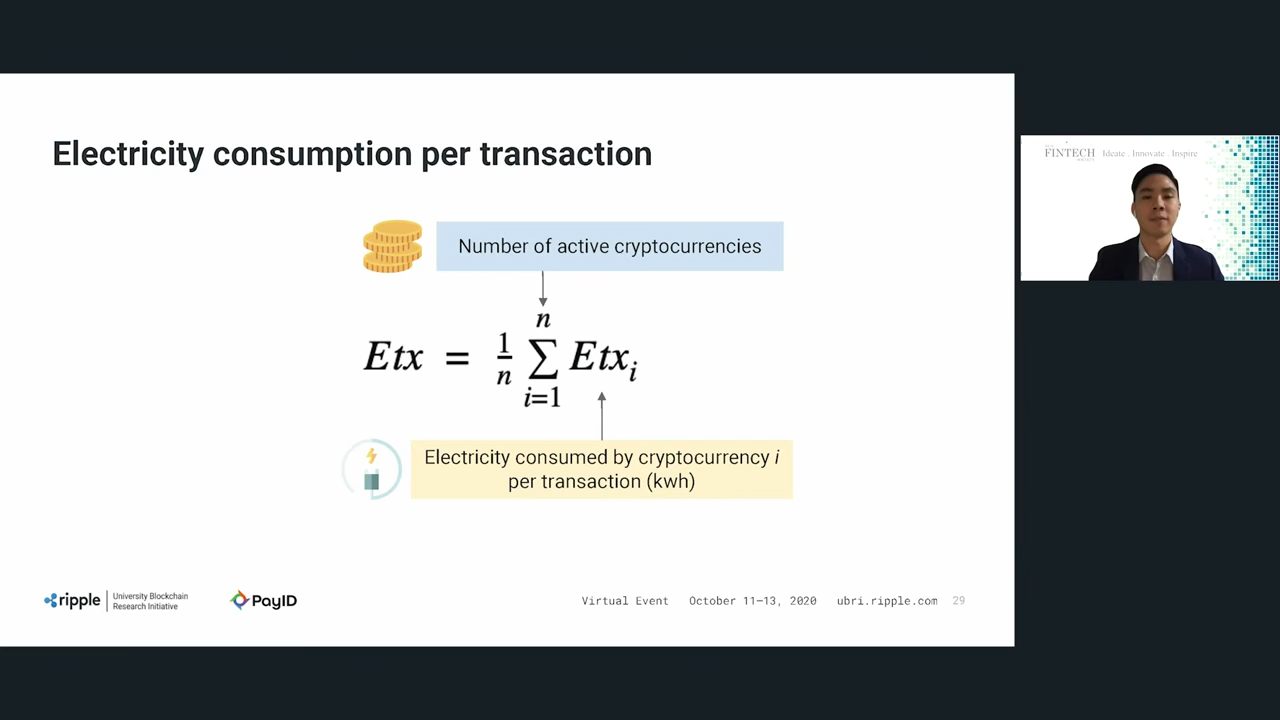 Electricity consumption per transaction
Number of active cryptocurrencies
n
Etx = 1/n ∑ Etxᵢ
i=1
Electricity consumed by cryptocurrency i
per transaction (kwh)
ripple
University Blockchain
Research Initiative
PayID
Virtual Event October 11–13, 2020 ubri.ripple.com 29
FINTECH Ideate . Innovate . Inspire